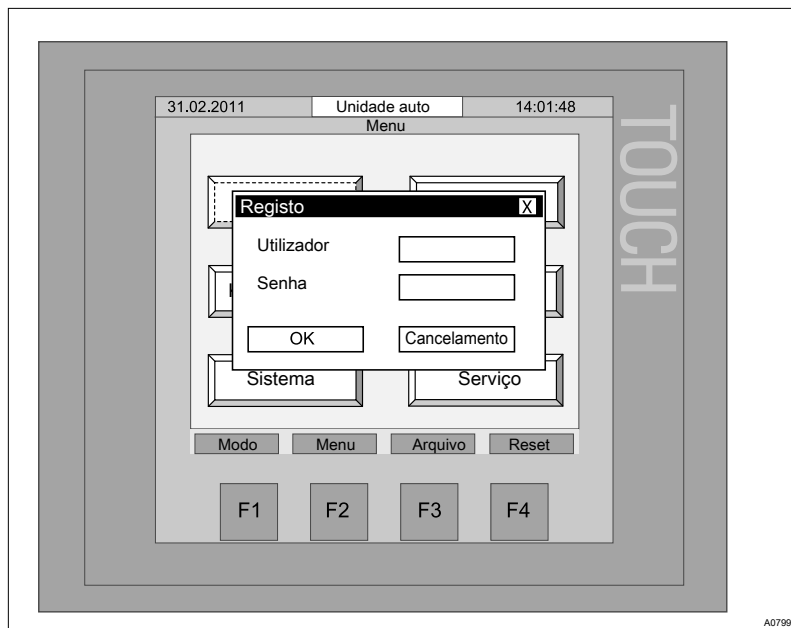 31.02.2011 Unidade auto 14:01:48
Menu
TOUCH
Registo X
Utilizador
Senha
OK Cancelamento
Sistema Serviço
Modo Menu Arquivo Reset
F1 F2 F3 F4
A0799